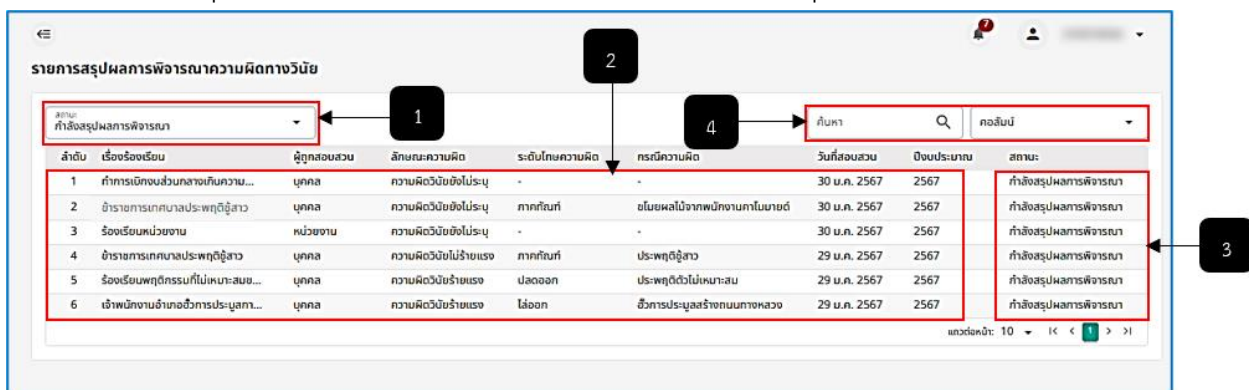 7
รายการสรุปผลการพิจารณาความผิดทางวินัย
2
สถานะ
กำลังสรุปผลการพิจารณา
1
4
ค้นหา
คอลัมน์
ลำดับ เรื่องร้องเรียน ผู้ถูกสอบสวน ลักษณะความผิด ระดับโทษความผิด กรณีความผิด วันที่สอบสวน ปีงบประมาณ สถานะ
1 ทำการเบิกงบส่วนกลางเกินความ... บุคคล ความผิดวินัยยังไม่ระบุ - - 30 ม.ค. 2567 2567 กำลังสรุปผลการพิจารณา
2 ข้าราชการเทศบาลประพฤติชู้สาว บุคคล ความผิดวินัยยังไม่ระบุ ภาคทัณฑ์ ขโมยผลไม้จากพนักงานคาโมมายด์ 30 ม.ค. 2567 2567 กำลังสรุปผลการพิจารณา
3 ร้องเรียนหน่วยงาน หน่วยงาน ความผิดวินัยยังไม่ระบุ - - 30 ม.ค. 2567 2567 กำลังสรุปผลการพิจารณา
3
4 ข้าราชการเทศบาลประพฤติชู้สาว บุคคล ความผิดวินัยไม่ร้ายแรง ภาคทัณฑ์ ประพฤติชู้สาว 29 ม.ค. 2567 2567 กำลังสรุปผลการพิจารณา
5 ร้องเรียนพฤติกรรมที่ไม่เหมาะสมข... บุคคล ความผิดวินัยร้ายแรง ปลดออก ประพฤติตัวไม่เหมาะสม 29 ม.ค. 2567 2567 กำลังสรุปผลการพิจารณา
6 เจ้าพนักงานอำเภอฮั้วการประมูลกา... บุคคล ความผิดวินัยร้ายแรง ไล่ออก ฮั้วการประมูลสร้างถนนทางหลวง 29 ม.ค. 2567 2567 กำลังสรุปผลการพิจารณา
แถวต่อหน้า: 10 1